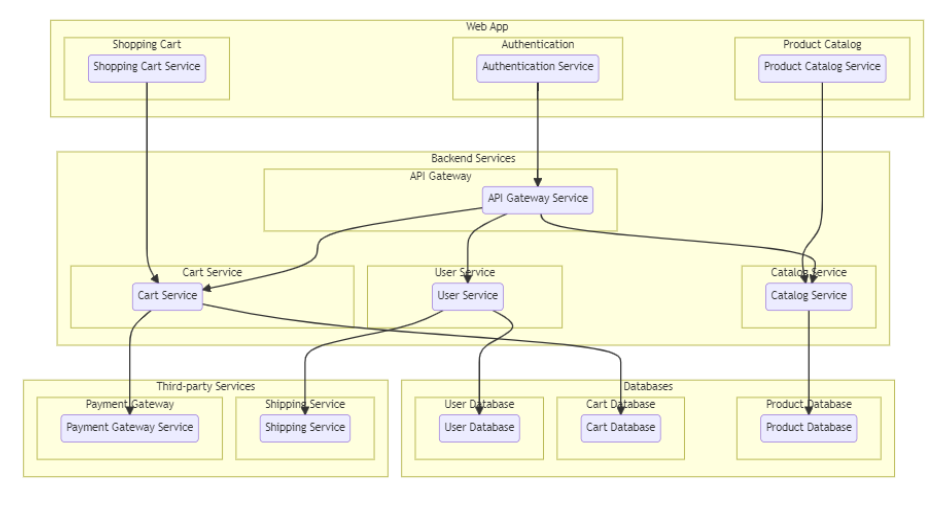 Web App
Shopping Cart
Authentication
Product Catalog
Shopping Cart Service
Authentication Service
Product Catalog Service
Backend Services
API Gateway
API Gateway Service
Cart Service
User Service
Catalog Service
Cart Service
User Service
Catalog Service
Third-party Services
Databases
Payment Gateway
Shipping Service
User Database
Cart Database
Product Database
Payment Gateway Service
Shipping Service
User Database
Cart Database
Product Database